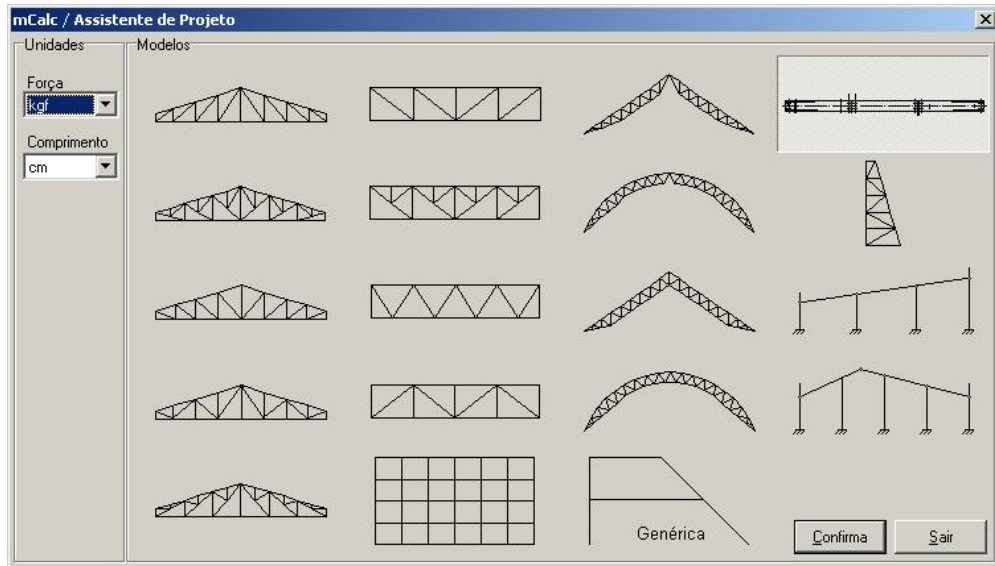 mCalc / Assistente de Projeto
Unidades
Modelos
Força
kgf
Comprimento
cm
Genérica
Confirma
Sair